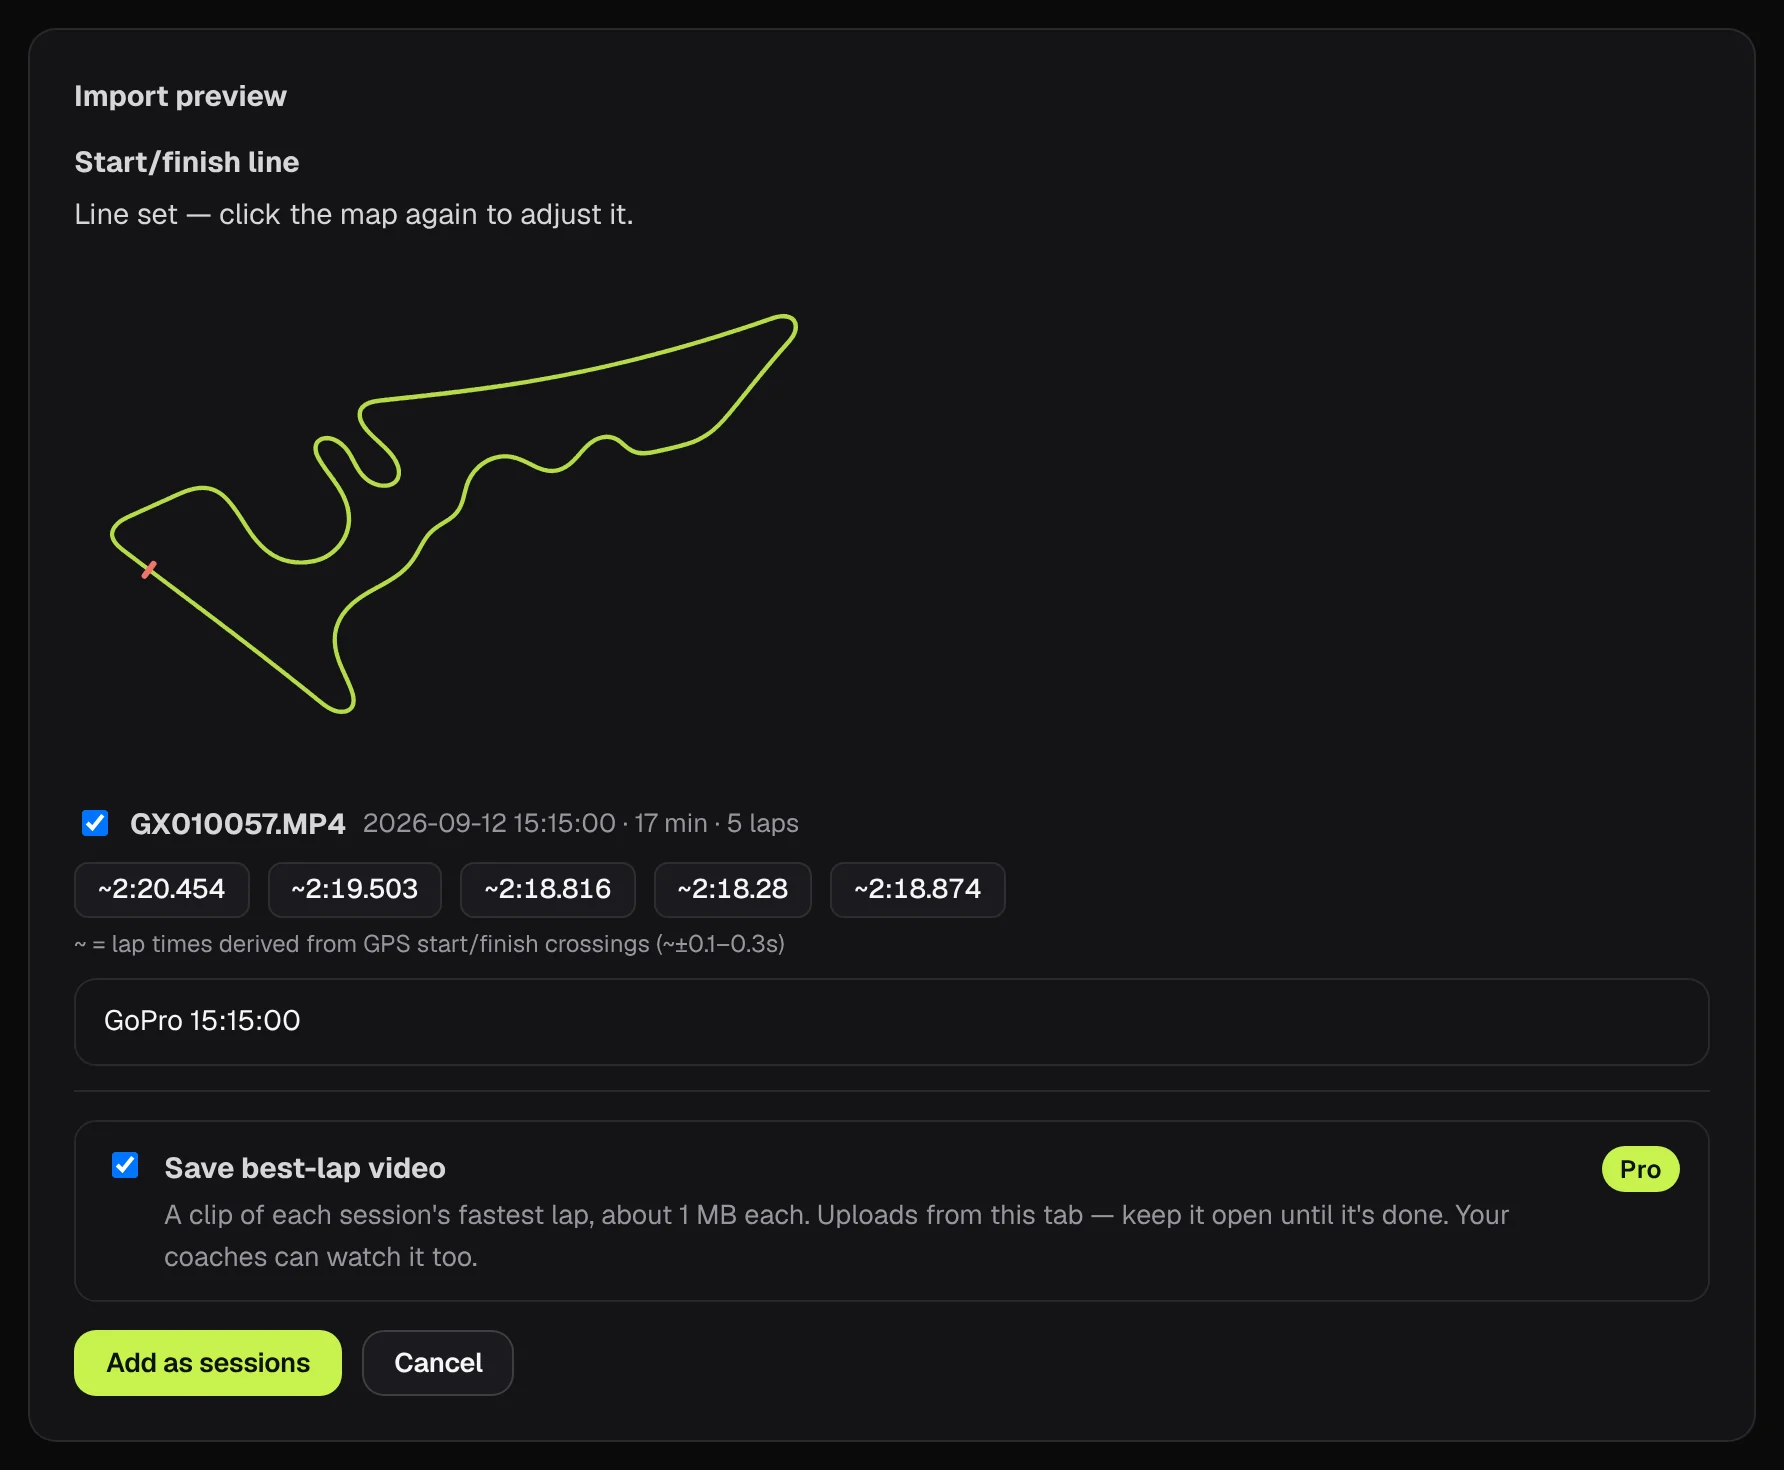 Import preview
Start/finish line
Line set — click the map again to adjust it.
GX010057.MP4 2026-09-12 15:15:00 · 17 min · 5 laps
~2:20.454 ~2:19.503 ~2:18.816 ~2:18.28 ~2:18.874
~ = lap times derived from GPS start/finish crossings (~±0.1–0.3s)
GoPro 15:15:00
Save best-lap video Pro
A clip of each session's fastest lap, about 1 MB each. Uploads from this tab — keep it open until it's done. Your
coaches can watch it too.
Add as sessions Cancel